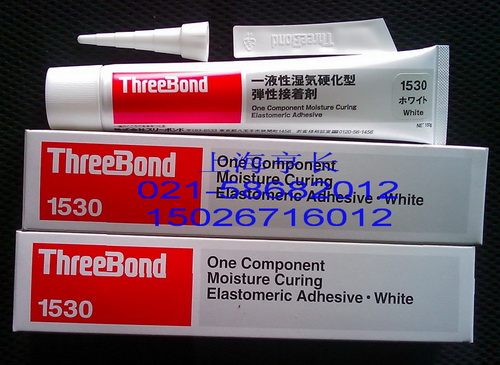 ThreeBond
ThreeBond
一液性湿気硬化型
弾性接着剤
One Component Moisture Curing
Elastomeric Adhesive
1530
ホワイト
White
ThreeBond
1530
One Component
Moisture Curing
Elastomeric Adhesive・White
上海京长
021-58682012
15026716012
ThreeBond
1530
One Component
Moisture Curing
Elastomeric Adhesive・White